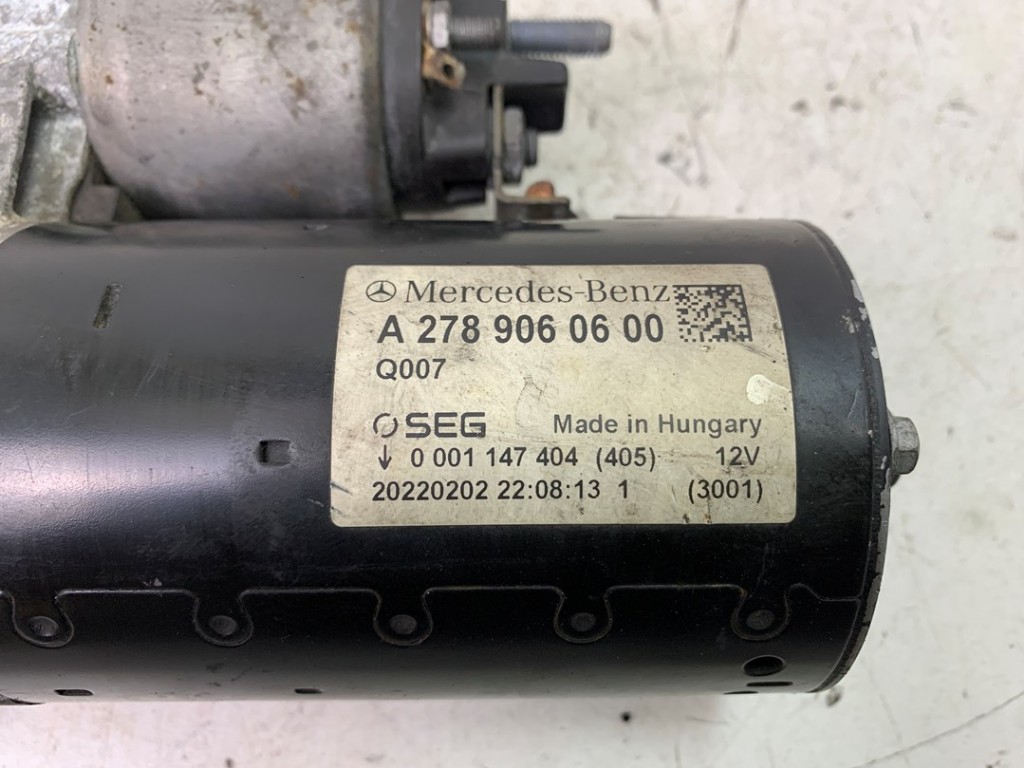 Mercedes-Benz
A 278 906 06 00
Q007
SEG Made in Hungary
↓ 0 001 147 404 (405) 12V
20220202 22:08:13 1 (3001)